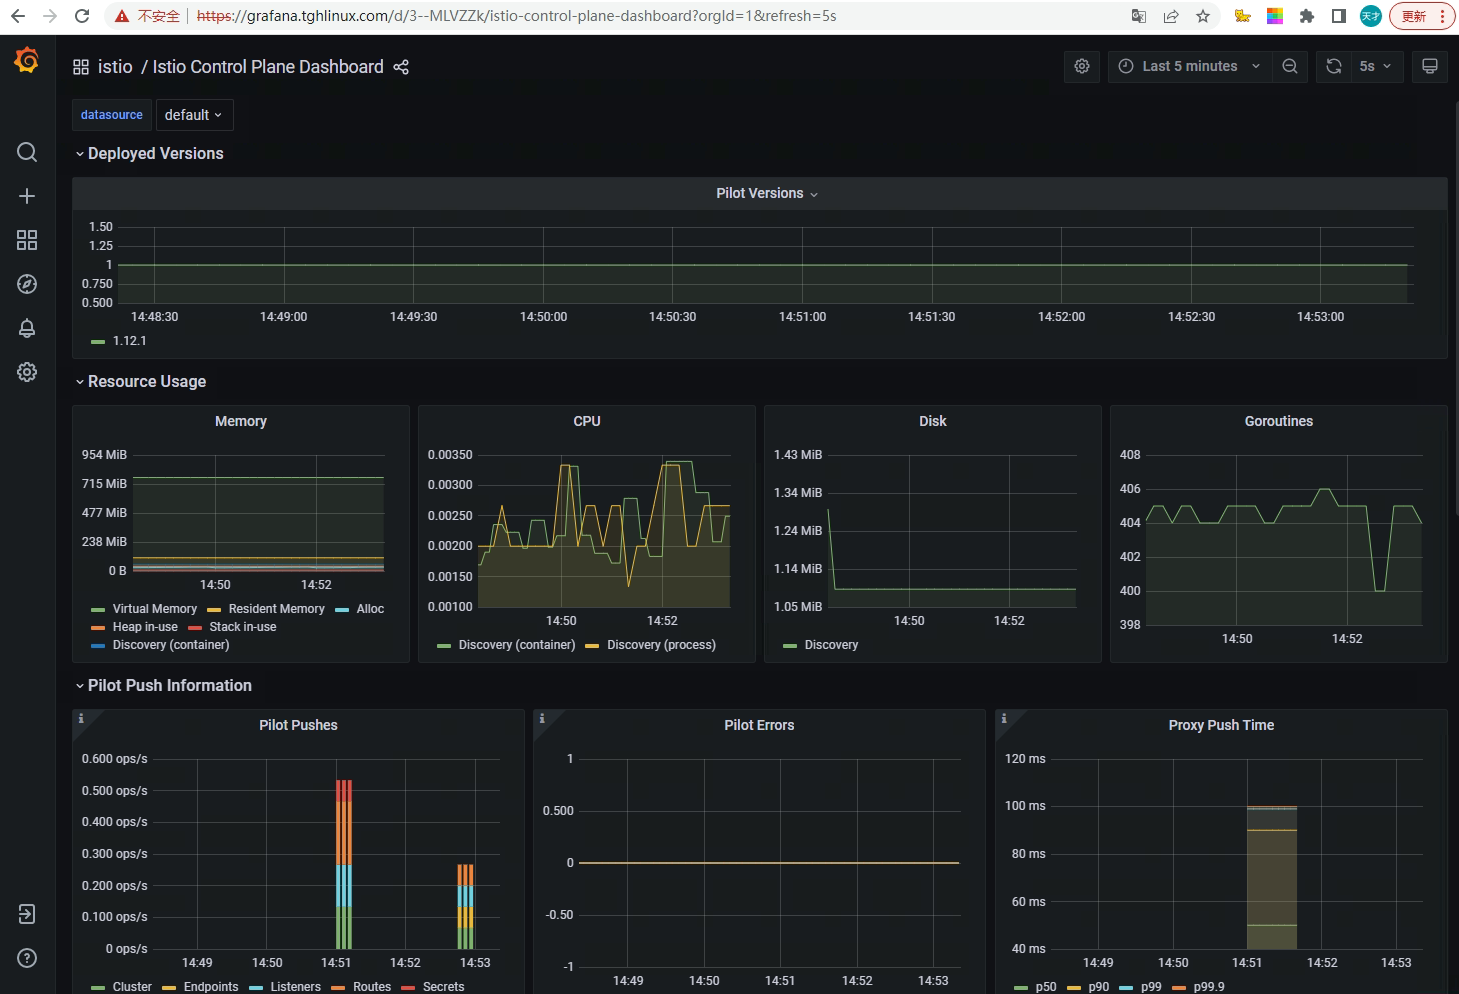 不安全 https://grafana.tghlinux.com/d/3--MLVZZk/istio-control-plane-dashboard?orgId=1&refresh=5s 天才 更新
istio / Istio Control Plane Dashboard Last 5 minutes 5s
datasource default
Deployed Versions
Pilot Versions
1.50
1.25
1
0.750
0.500
14:48:30 14:49:00 14:49:30 14:50:00 14:50:30 14:51:00 14:51:30 14:52:00 14:52:30 14:53:00
1.12.1
Resource Usage
Memory
954 MiB
715 MiB
477 MiB
238 MiB
0 B
14:50 14:52
Virtual Memory Resident Memory Alloc
Heap in-use Stack in-use
Discovery (container)
CPU
0.00350
0.00300
0.00250
0.00200
0.00150
0.00100
14:50 14:52
Discovery (container) Discovery (process)
Disk
1.43 MiB
1.34 MiB
1.24 MiB
1.14 MiB
1.05 MiB
14:50 14:52
Discovery
Goroutines
408
406
404
402
400
398
14:50 14:52
Pilot Push Information
Pilot Pushes
0.600 ops/s
0.500 ops/s
0.400 ops/s
0.300 ops/s
0.200 ops/s
0.100 ops/s
0 ops/s
14:49 14:50 14:51 14:52 14:53
Cluster Endpoints Listeners Routes Secrets
Pilot Errors
1
0.500
0
-0.50
-1
14:49 14:50 14:51 14:52 14:53
Proxy Push Time
120 ms
100 ms
80 ms
60 ms
40 ms
14:49 14:50 14:51 14:52 14:53
p50 p90 p99 p99.9